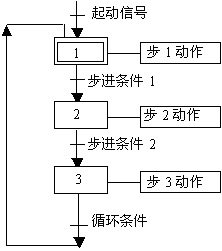 起动信号
1
步 1 动作
步进条件 1
2
步 2 动作
步进条件 2
3
步 3 动作
循环条件